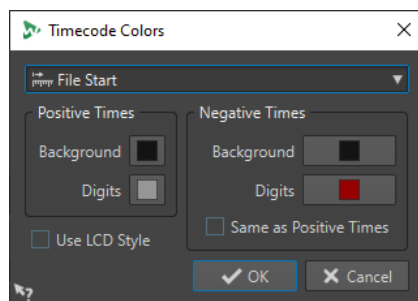 Timecode Colors
File Start
Positive Times
Background
Digits
Use LCD Style
Negative Times
Background
Digits
Same as Positive Times
OK
Cancel